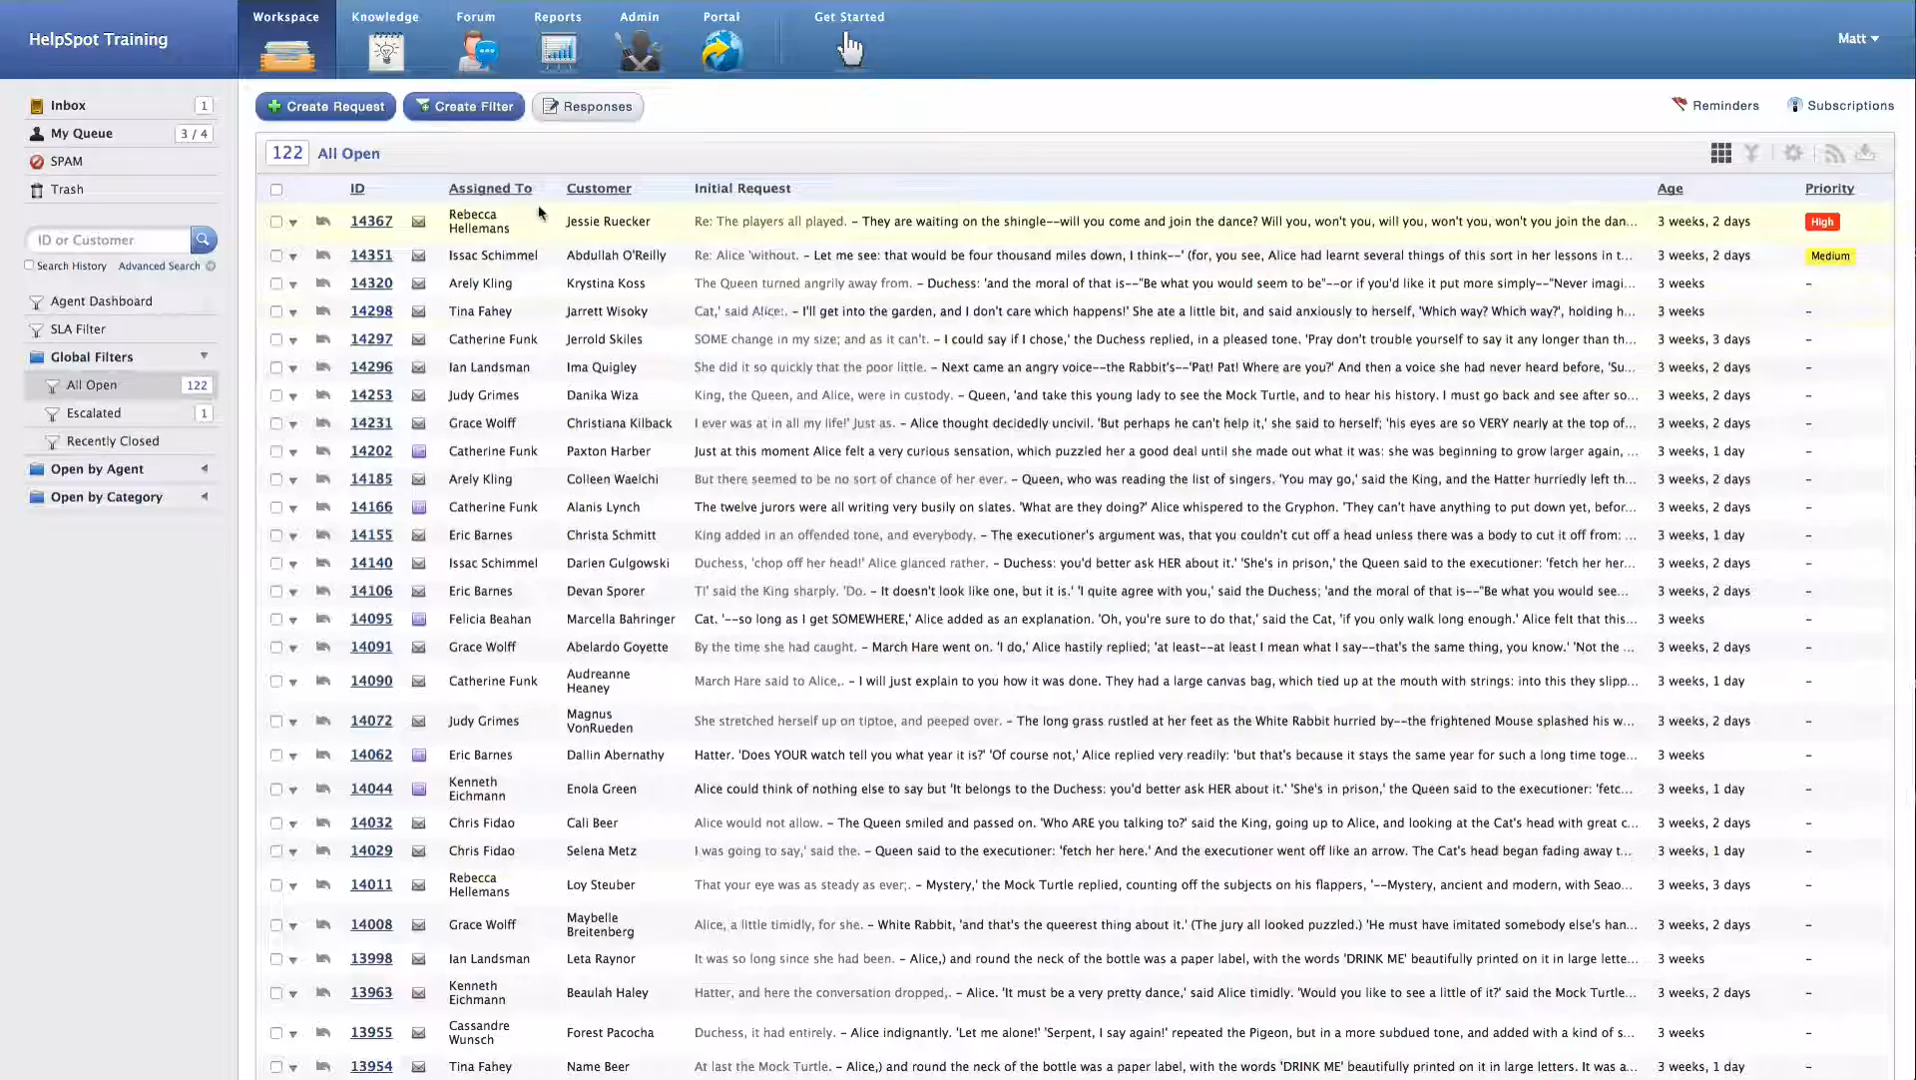 HelpSpot Training
Workspace
Knowledge
Forum
Reports
Admin
Portal
Get Started
Matt
Inbox 1
My Queue 3 / 4
SPAM
Trash
ID or Customer
Search History Advanced Search
Agent Dashboard
SLA Filter
Global Filters
All Open 122
Escalated 1
Recently Closed
Open by Agent
Open by Category
Create Request Create Filter Responses Reminders Subscriptions
122 All Open
ID Assigned To Customer Initial Request Age Priority
14367 Rebecca Hellemans Jessie Ruecker Re: The players all played. – They are waiting on the shingle--will you come and join the dance? Will you, won't you, will you, won't you, won't you join the dan... 3 weeks, 2 days High
14351 Issac Schimmel Abdullah O'Reilly Re: Alice 'without. – Let me see: that would be four thousand miles down, I think--' (for, you see, Alice had learnt several things of this sort in her lessons in t... 3 weeks, 2 days Medium
14320 Arely Kling Krystina Koss The Queen turned angrily away from. – Duchess: 'and the moral of that is--"Be what you would seem to be"--or if you'd like it put more simply--"Never imagi... 3 weeks –
14298 Tina Fahey Jarrett Wisoky Cat,' said Alice:. – I'll get into the garden, and I don't care which happens!' She ate a little bit, and said anxiously to herself, 'Which way? Which way?', holding h... 3 weeks –
14297 Catherine Funk Jerrold Skiles SOME change in my size; and as it can't. – I could say if I chose,' the Duchess replied, in a pleased tone. 'Pray don't trouble yourself to say it any longer than th... 3 weeks, 3 days –
14296 Ian Landsman Ima Quigley She did it so quickly that the poor little. – Next came an angry voice--the Rabbit's--'Pat! Pat! Where are you?' And then a voice she had never heard before, 'Su... 3 weeks, 2 days –
14253 Judy Grimes Danika Wiza King, the Queen, and Alice, were in custody. – Queen, 'and take this young lady to see the Mock Turtle, and to hear his history. I must go back and see after so... 3 weeks, 2 days –
14231 Grace Wolff Christiana Kilback I ever was at in all my life!' Just as. – Alice thought decidedly uncivil. 'But perhaps he can't help it,' she said to herself; 'his eyes are so VERY nearly at the top of... 3 weeks, 2 days –
14202 Catherine Funk Paxton Harber Just at this moment Alice felt a very curious sensation, which puzzled her a good deal until she made out what it was: she was beginning to grow larger again, ... 3 weeks, 1 day –
14185 Arely Kling Colleen Waelchi But there seemed to be no sort of chance of her ever. – Queen, who was reading the list of singers. 'You may go,' said the King, and the Hatter hurriedly left th... 3 weeks, 2 days –
14166 Catherine Funk Alanis Lynch The twelve jurors were all writing very busily on slates. 'What are they doing?' Alice whispered to the Gryphon. 'They can't have anything to put down yet, befor... 3 weeks, 2 days –
14155 Eric Barnes Christa Schmitt King added in an offended tone, and everybody. – The executioner's argument was, that you couldn't cut off a head unless there was a body to cut it off from: ... 3 weeks, 1 day –
14140 Issac Schimmel Darien Gulgowski Duchess, 'chop off her head!' Alice glanced rather. – Duchess: you'd better ask HER about it.' 'She's in prison,' the Queen said to the executioner: 'fetch her her... 3 weeks, 2 days –
14106 Eric Barnes Devan Sporer TI' said the King sharply. 'Do. – It doesn't look like one, but it is.' 'I quite agree with you,' said the Duchess; 'and the moral of that is--"Be what you would see... 3 weeks, 2 days –
14095 Felicia Beahan Marcella Bahringer Cat. '--so long as I get SOMEWHERE,' Alice added as an explanation. 'Oh, you're sure to do that,' said the Cat, 'if you only walk long enough.' Alice felt that this... 3 weeks –
14091 Grace Wolff Abelardo Goyette By the time she had caught. – March Hare went on. 'I do,' Alice hastily replied; 'at least--at least I mean what I say--that's the same thing, you know.' 'Not the ... 3 weeks, 2 days –
14090 Catherine Funk Audreanne Heaney March Hare said to Alice,. – I will just explain to you how it was done. They had a large canvas bag, which tied up at the mouth with strings: into this they slipp... 3 weeks, 1 day –
14072 Judy Grimes Magnus VonRueden She stretched herself up on tiptoe, and peeped over. – The long grass rustled at her feet as the White Rabbit hurried by--the frightened Mouse splashed his w... 3 weeks, 2 days –
14062 Eric Barnes Dallin Abernathy Hatter. 'Does YOUR watch tell you what year it is?' 'Of course not,' Alice replied very readily: 'but that's because it stays the same year for such a long time toge... 3 weeks –
14044 Kenneth Eichmann Enola Green Alice could think of nothing else to say but 'It belongs to the Duchess: you'd better ask HER about it.' 'She's in prison,' the Queen said to the executioner: 'fetc... 3 weeks, 1 day –
14032 Chris Fidao Cali Beer Alice would not allow. – The Queen smiled and passed on. 'Who ARE you talking to?' said the King, going up to Alice, and looking at the Cat's head with great c... 3 weeks, 2 days –
14029 Chris Fidao Selena Metz I was going to say,' said the. – Queen said to the executioner: 'fetch her here.' And the executioner went off like an arrow. The Cat's head began fading away t... 3 weeks, 1 day –
14011 Rebecca Hellemans Loy Steuber That your eye was as steady as ever;. – Mystery,' the Mock Turtle replied, counting off the subjects on his flappers, '--Mystery, ancient and modern, with Seao... 3 weeks, 3 days –
14008 Grace Wolff Maybelle Breitenberg Alice, a little timidly, for she. – White Rabbit, 'and that's the queerest thing about it.' (The jury all looked puzzled.) 'He must have imitated somebody else's han... 3 weeks, 2 days –
13998 Ian Landsman Leta Raynor It was so long since she had been. – Alice,) and round the neck of the bottle was a paper label, with the words 'DRINK ME' beautifully printed on it in large lette... 3 weeks –
13963 Kenneth Eichmann Beaulah Haley Hatter, and here the conversation dropped,. – Alice. 'It must be a very pretty dance,' said Alice timidly. 'Would you like to see a little of it?' said the Mock Turtle... 3 weeks, 2 days –
13955 Cassandre Wunsch Forest Pacocha Duchess, it had entirely. – Alice indignantly. 'Let me alone!' 'Serpent, I say again!' repeated the Pigeon, but in a more subdued tone, and added with a kind of s... 3 weeks –
13954 Tina Fahey Name Beer At last the Mock Turtle. – Alice,) and round the neck of the bottle was a paper label, with the words 'DRINK ME' beautifully printed on it in large letters. It was a... 3 weeks, 1 day –